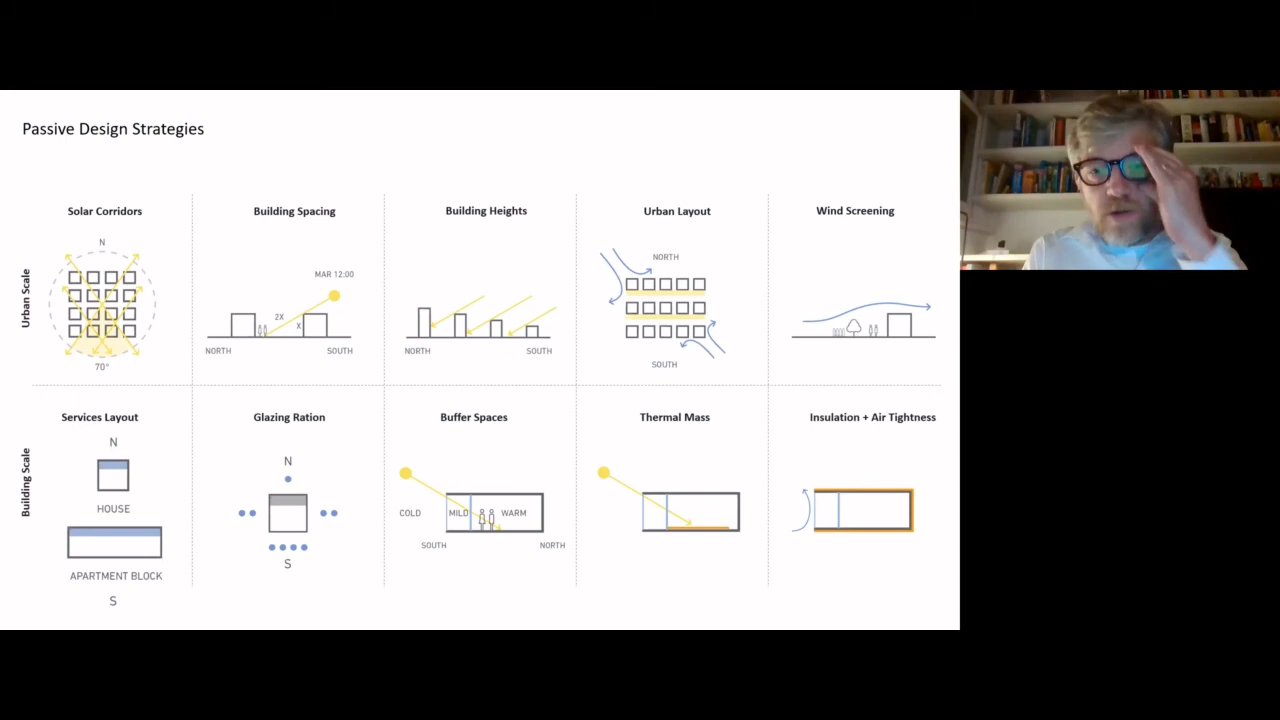 Passive Design Strategies
Urban Scale
Solar Corridors
N
70°
Building Spacing
MAR 12:00
2X
X
NORTH
SOUTH
Building Heights
NORTH
SOUTH
Urban Layout
NORTH
SOUTH
Wind Screening
Building Scale
Services Layout
N
HOUSE
APARTMENT BLOCK
S
Glazing Ration
N
S
Buffer Spaces
COLD
MILD
WARM
SOUTH
NORTH
Thermal Mass
Insulation + Air Tightness